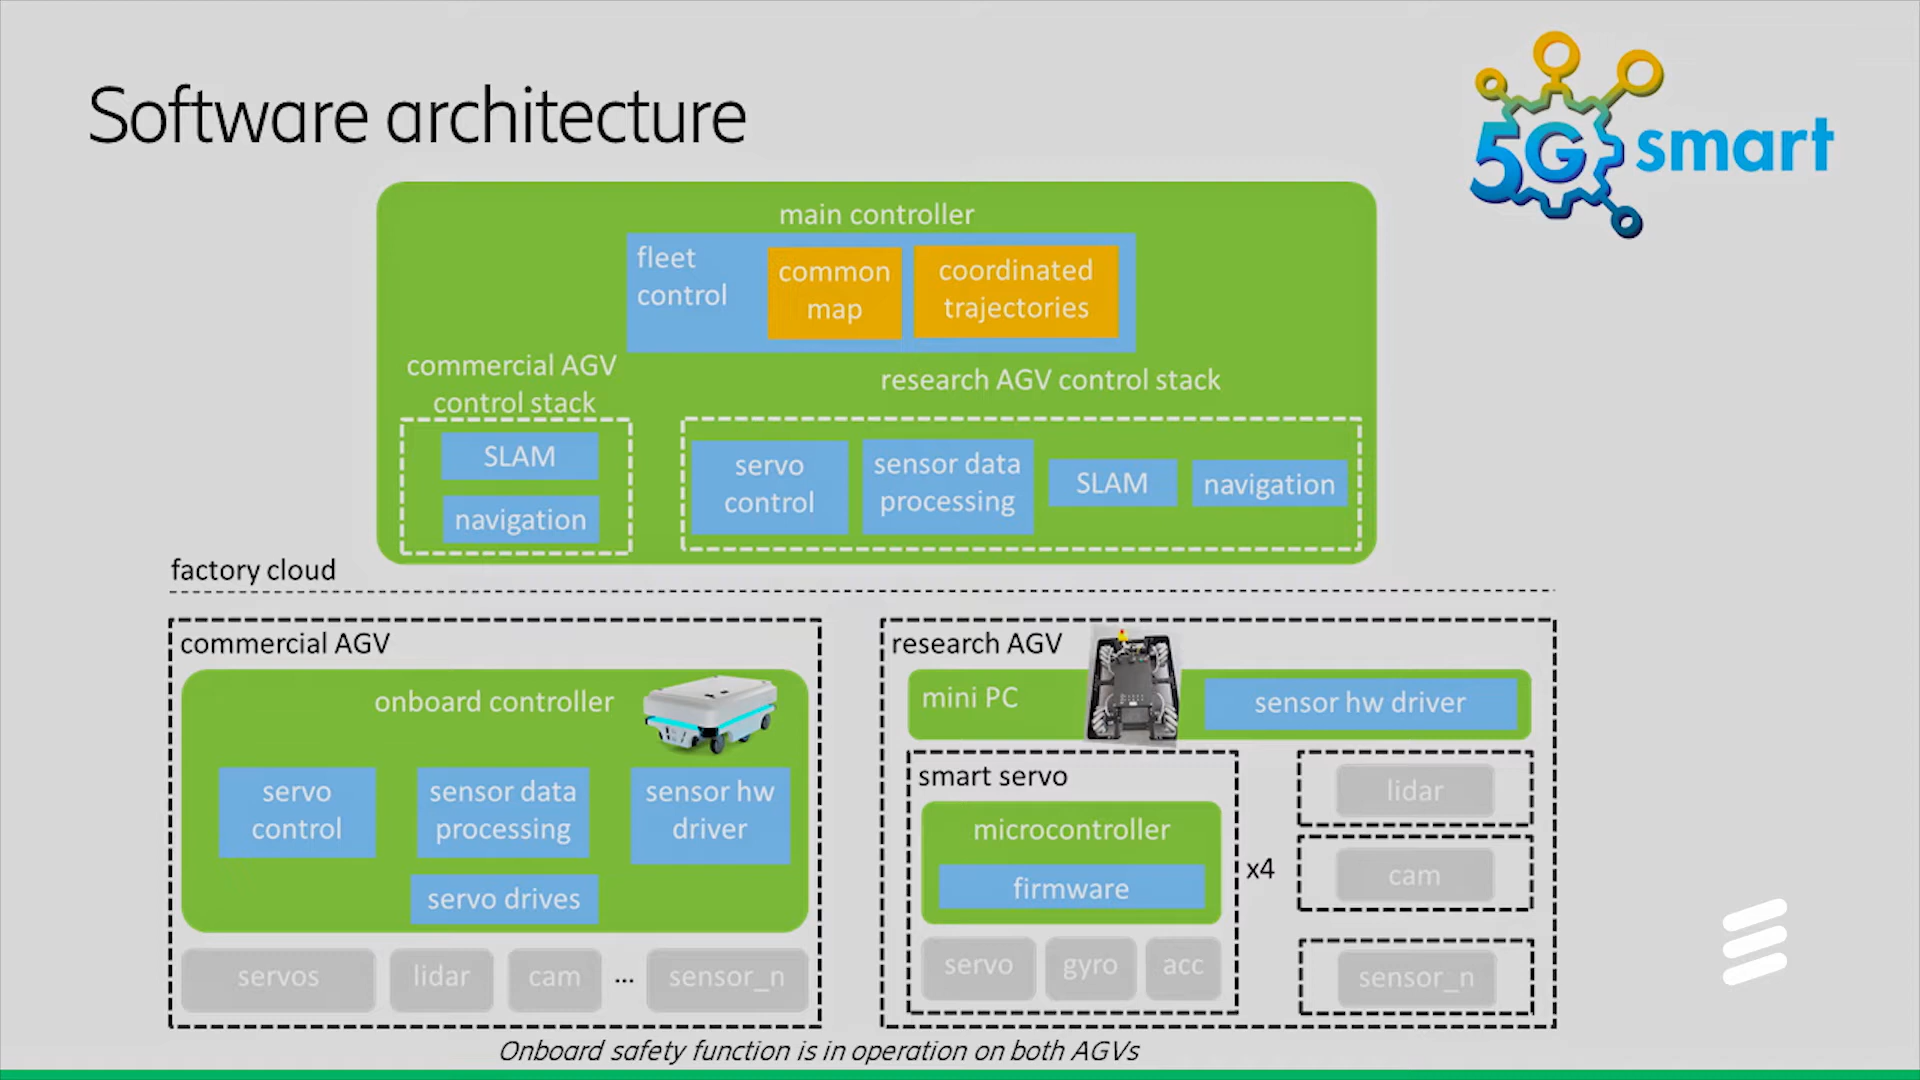 Software architecture
5G smart
main controller
fleet
control
common
map
coordinated
trajectories
commercial AGV
control stack
research AGV control stack
SLAM
navigation
servo
control
sensor data
processing
SLAM
navigation
factory cloud
commercial AGV
onboard controller
servo
control
sensor data
processing
sensor hw
driver
servo drives
servos
lidar
cam
...
sensor_n
research AGV
mini PC
sensor hw driver
smart servo
microcontroller
firmware
servo
gyro
acc
x4
lidar
cam
sensor_n
Onboard safety function is in operation on both AGVs